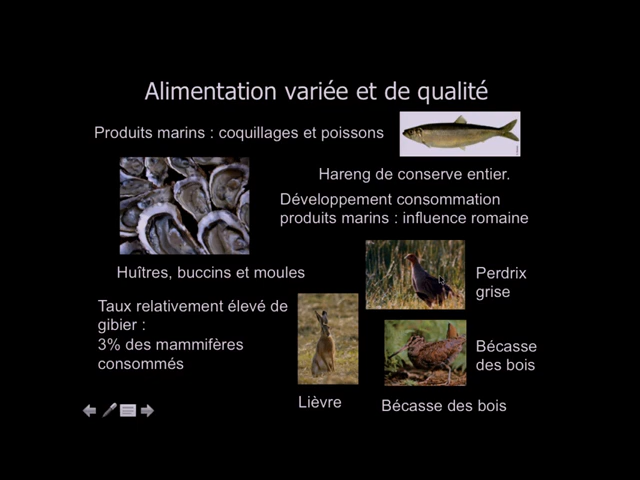 Alimentation variée et de qualité
Produits marins : coquillages et poissons
Hareng de conserve entier.
Développement consommation
produits marins : influence romaine
Huîtres, buccins et moules
Perdrix
grise
Taux relativement élevé de
gibier :
3% des mammifères
consommés
Bécasse
des bois
Lièvre
Bécasse des bois